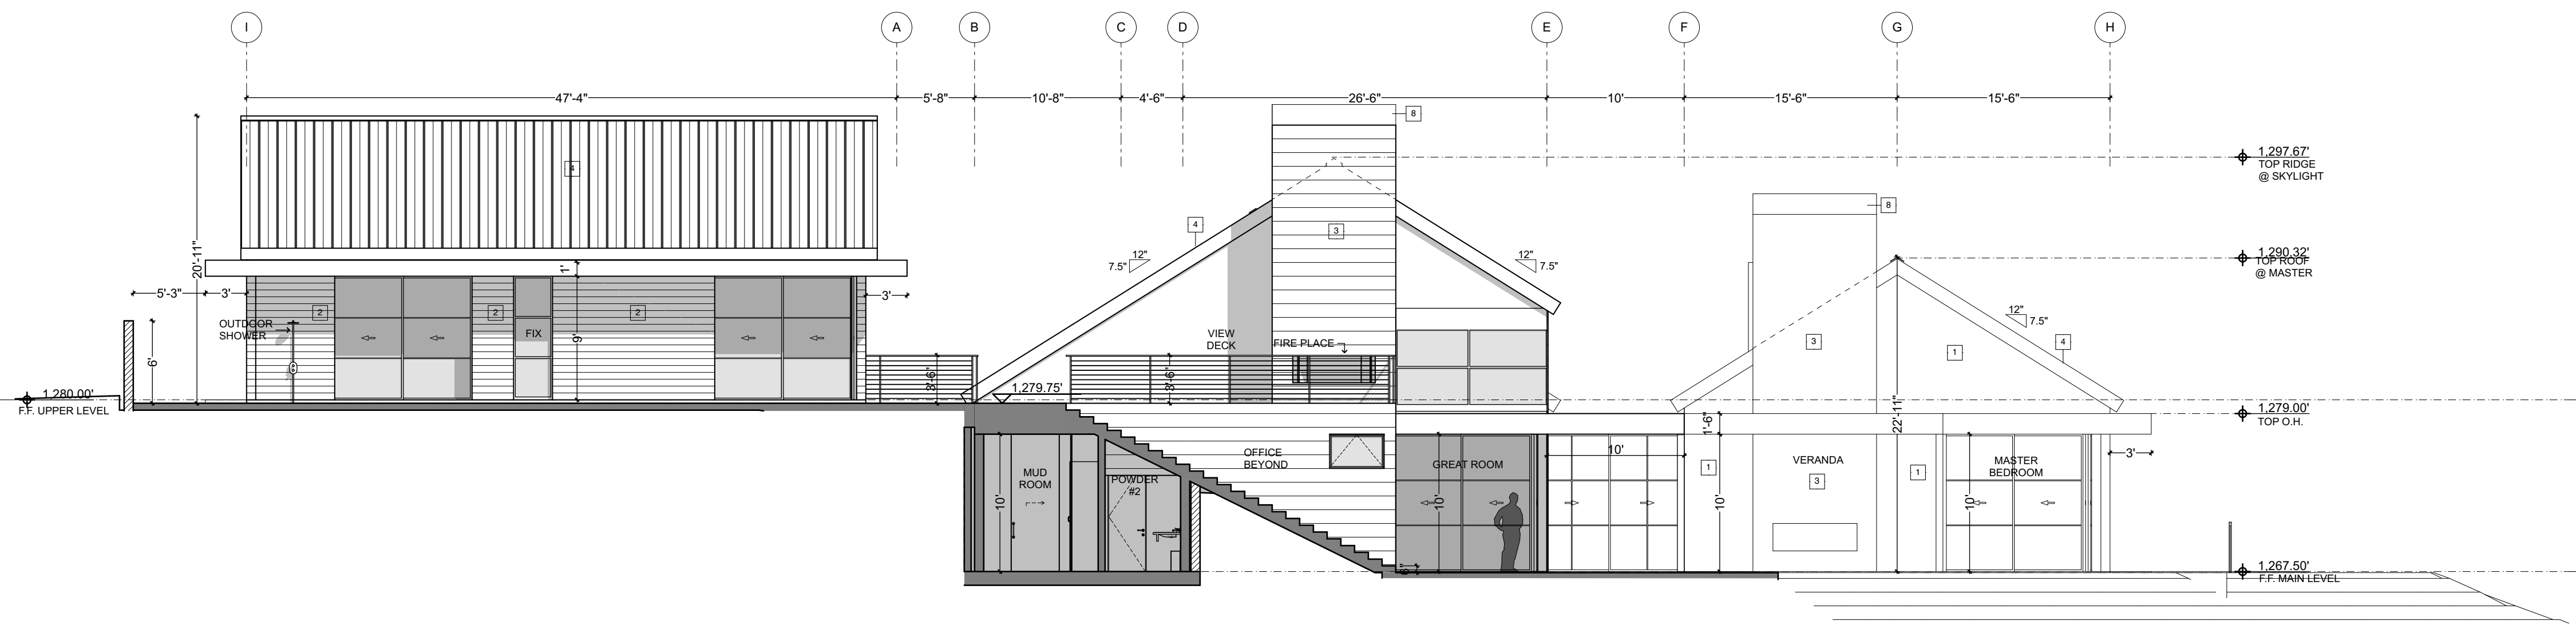 I A B C D E F G H
47'-4" 5'-8" 10'-8" 4'-6" 26'-6" 10' 15'-6" 15'-6"
8
1,297.67'
TOP RIDGE
@ SKYLIGHT
4
8
4
3
20'-11"
12"
7.5"
12"
7.5"
1,290.32'
TOP ROOF
@ MASTER
1'
5'-3"
3'
3'
2
2
2
OUTDOOR
SHOWER
FIX
9'
6'
12"
7.5"
VIEW
DECK
FIRE PLACE
3
1
4
3'-6"
3'-6"
1,279.75'
1,280.00'
F.F. UPPER LEVEL
1,279.00'
TOP O.H.
1'-6"
22'-11"
10'
3'
OFFICE
BEYOND
GREAT ROOM
MUD
ROOM
POWDER
#2
VERANDA
MASTER
BEDROOM
1
3
1
10'
10'
10'
10'
6"
1,267.50'
F.F. MAIN LEVEL